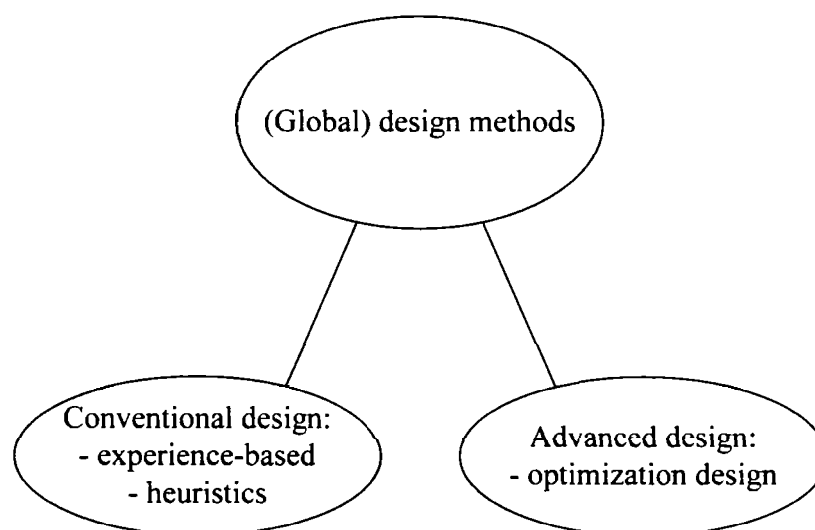 (Global) design methods
Conventional design:
- experience-based
- heuristics
Advanced design:
- optimization design